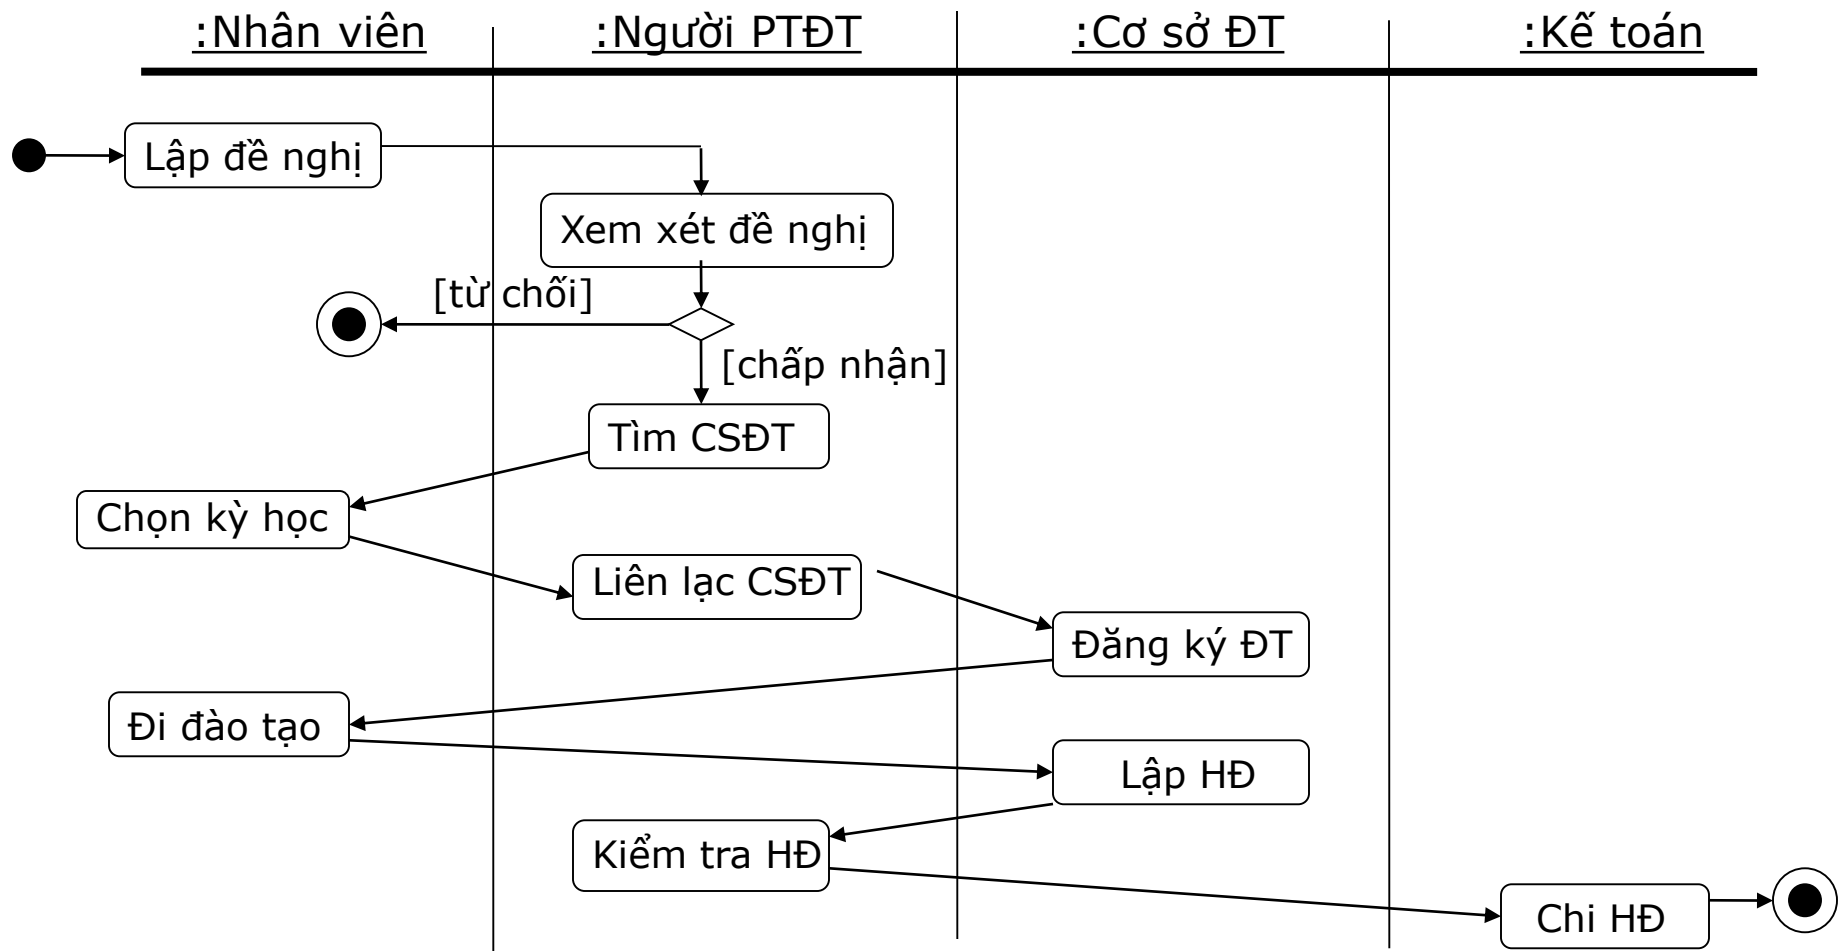 :Nhân viên
:Người PTĐT
:Cơ sở ĐT
:Kế toán
Lập đề nghị
Xem xét đề nghị
[từ chối]
[chấp nhận]
Tìm CSĐT
Chọn kỳ học
Liên lạc CSĐT
Đăng ký ĐT
Đi đào tạo
Lập HĐ
Kiểm tra HĐ
Chi HĐ